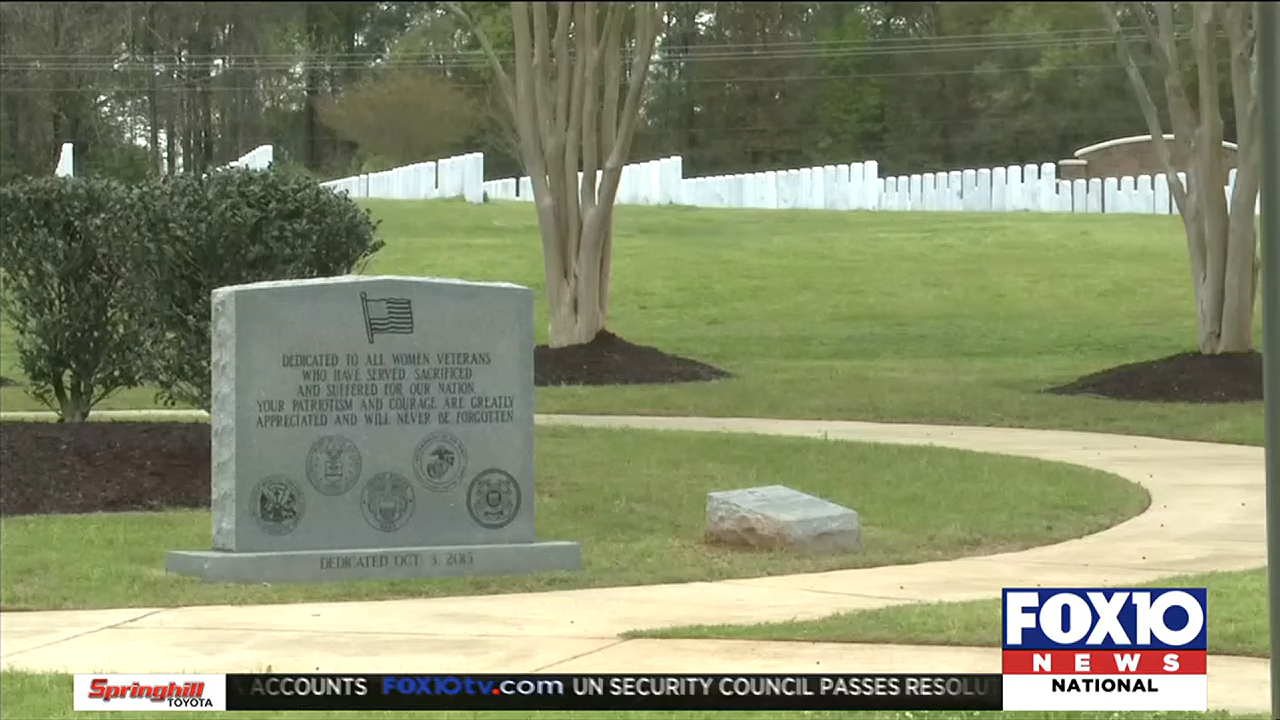 DEDICATED TO ALL WOMEN VETERANS
WHO HAVE SERVED, SACRIFICED
AND SUFFERED FOR OUR NATION.
YOUR PATRIOTISM AND COURAGE ARE GREATLY
APPRECIATED AND WILL NEVER BE FORGOTTEN
DEDICATED OCT. 3, 2015
FOX10
NEWS
NATIONAL
Springhill
TOYOTA
ACCOUNTS FOX10tv.com UN SECURITY COUNCIL PASSES RESOLU